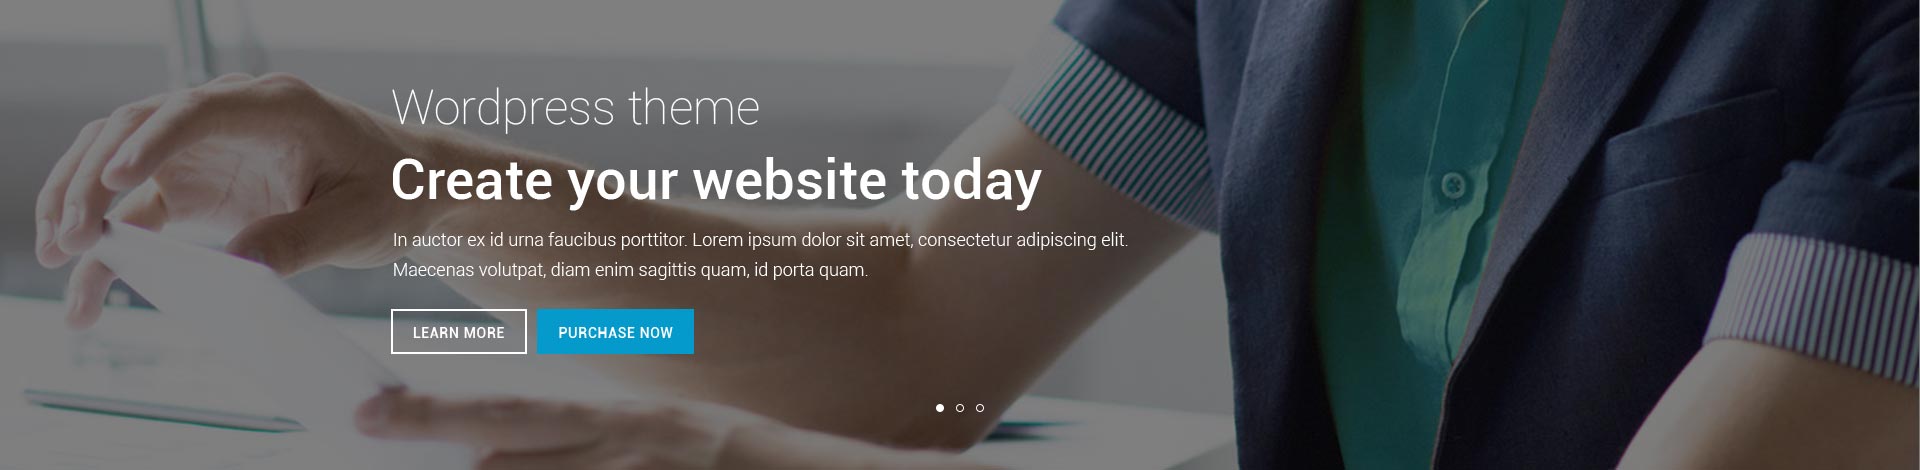 Wordpress theme
Create your website today
In auctor ex id urna faucibus porttitor. Lorem ipsum dolor sit amet, consectetur adipiscing elit.
Maecenas volutpat, diam enim sagittis quam, id porta quam.
LEARN MORE PURCHASE NOW